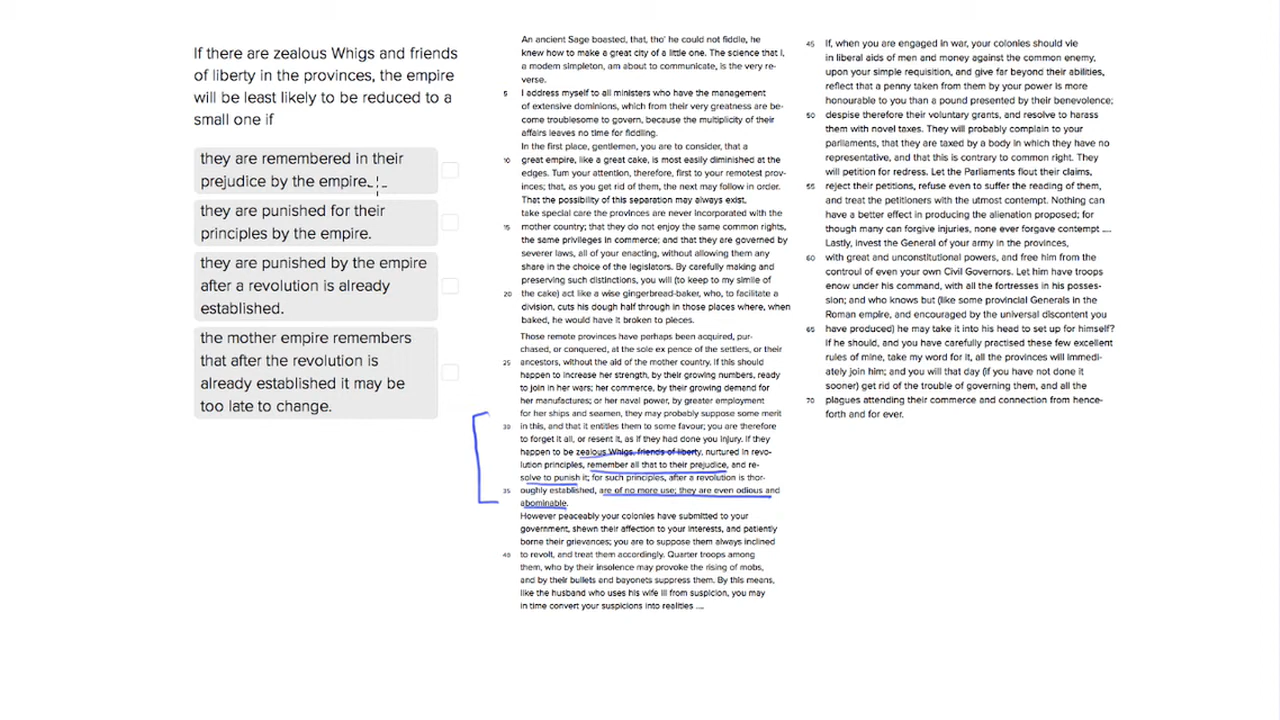 If there are zealous Whigs and friends
of liberty in the provinces, the empire
will be least likely to be reduced to a
small one if
they are remembered in their
prejudice by the empire.
they are punished for their
principles by the empire.
they are punished by the empire
after a revolution is already
established.
the mother empire remembers
that after the revolution is
already established it may be
too late to change.
An ancient Sage boasted, that, tho' he could not fiddle, he
knew how to make a great city of a little one. The science that I,
a modern simpleton, am about to communicate, is the very re-
verse.
5 I address myself to all ministers who have the management
of extensive dominions, which from their very greatness are be-
come troublesome to govern, because the multiplicity of their
affairs leaves no time for fiddling.
In the first place, gentlemen, you are to consider, that a
10 great empire, like a great cake, is most easily diminished at the
edges. Turn your attention, therefore, first to your remotest prov-
inces; that, as you get rid of them, the next may follow in order.
That the possibility of this separation may always exist,
take special care the provinces are never incorporated with the
15 mother country; that they do not enjoy the same common rights,
the same privileges in commerce; and that they are governed by
severer laws, all of your enacting, without allowing them any
share in the choice of the legislators. By carefully making and
preserving such distinctions, you will (to keep to my simile of
20 the cake) act like a wise gingerbread-baker, who, to facilitate a
division, cuts his dough half through in those places where, when
baked, he would have it broken to pieces.
Those remote provinces have perhaps been acquired, pur-
chased, or conquered, at the sole ex pence of the settlers, or their
25 ancestors, without the aid of the mother country. If this should
happen to increase her strength, by their growing numbers, ready
to join in her wars; her commerce, by their growing demand for
her manufactures; or her naval power, by greater employment
for her ships and seamen, they may probably suppose some merit
30 in this, and that it entitles them to some favour; you are therefore
to forget it all, or resent it, as if they had done you injury. If they
happen to be zealous Whigs, friends of liberty, nurtured in revo-
lution principles, remember all that to their prejudice, and re-
solve to punish it; for such principles, after a revolution is thor-
35 oughly established, are of no more use; they are even odious and
abominable.
However peaceably your colonies have submitted to your
government, shewn their affection to your interests, and patiently
borne their grievances; you are to suppose them always inclined
40 to revolt, and treat them accordingly. Quarter troops among
them, who by their insolence may provoke the rising of mobs,
and by their bullets and bayonets suppress them. By this means,
like the husband who uses his wife ill from suspicion, you may
in time convert your suspicions into realities ....
45 If, when you are engaged in war, your colonies should vie
in liberal aids of men and money against the common enemy,
upon your simple requisition, and give far beyond their abilities,
reflect that a penny taken from them by your power is more
honourable to you than a pound presented by their benevolence;
50 despise therefore their voluntary grants, and resolve to harass
them with novel taxes. They will probably complain to your
parliaments, that they are taxed by a body in which they have no
representative, and that this is contrary to common right. They
will petition for redress. Let the Parliaments flout their claims,
55 reject their petitions, refuse even to suffer the reading of them,
and treat the petitioners with the utmost contempt. Nothing can
have a better effect in producing the alienation proposed; for
though many can forgive injuries, none ever forgave contempt ....
Lastly, invest the General of your army in the provinces,
60 with great and unconstitutional powers, and free him from the
controul of even your own Civil Governors. Let him have troops
enow under his command, with all the fortresses in his posses-
sion; and who knows but (like some provincial Generals in the
Roman empire, and encouraged by the universal discontent you
65 have produced) he may take it into his head to set up for himself?
If he should, and you have carefully practised these few excellent
rules of mine, take my word for it, all the provinces will immedi-
ately join him; and you will that day (if you have not done it
sooner) get rid of the trouble of governing them, and all the
70 plagues attending their commerce and connection from hence-
forth and for ever.